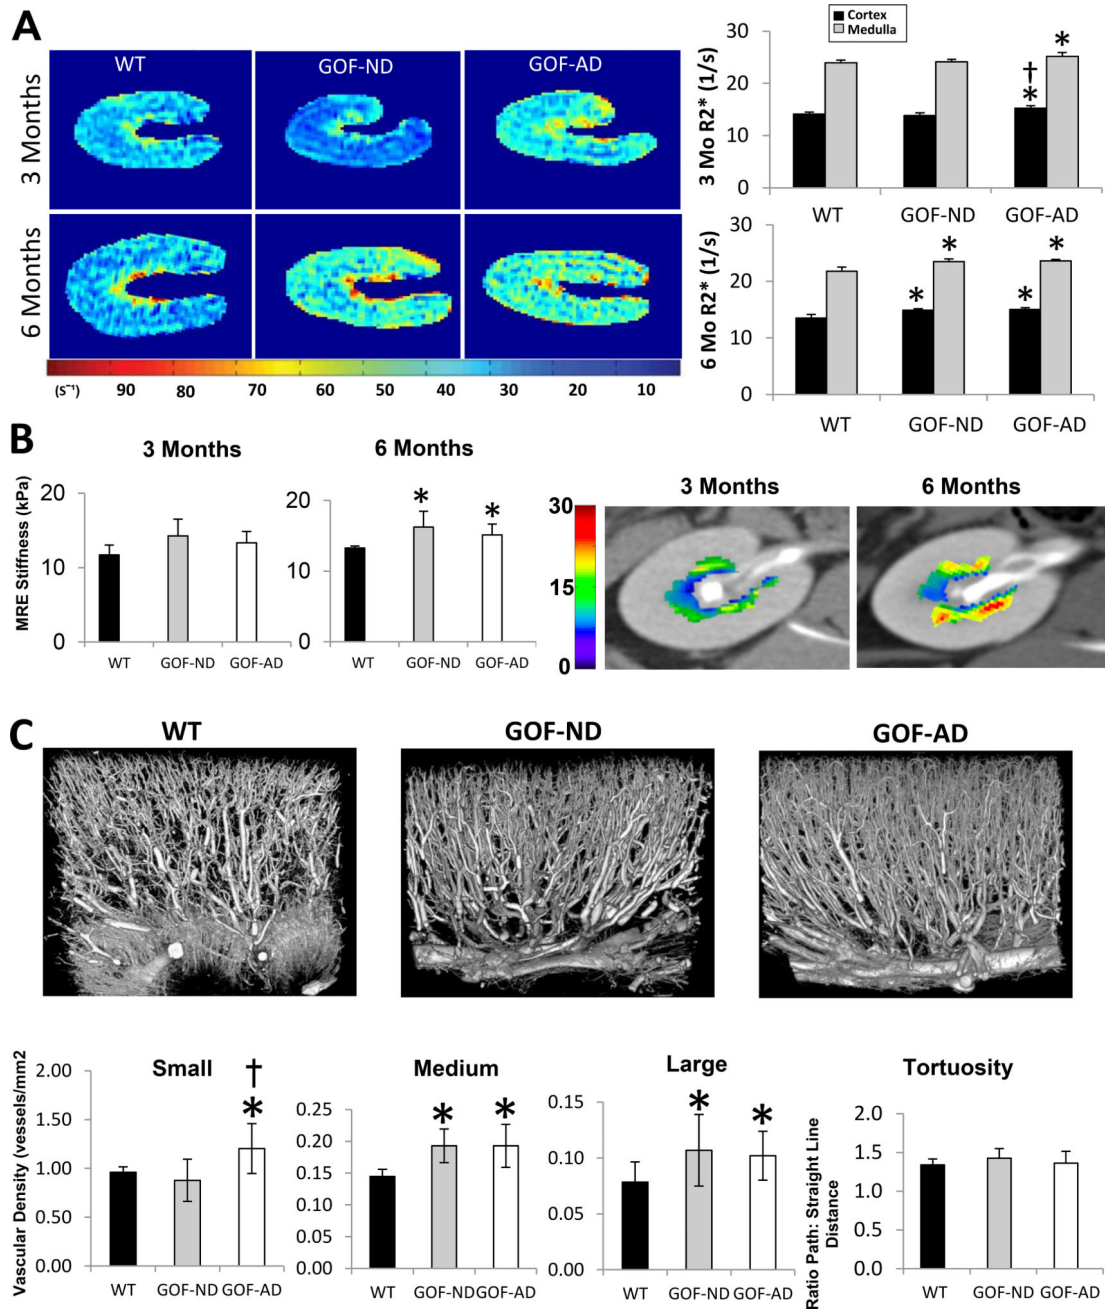 A
WT
GOF-ND
GOF-AD
3 Months
6 Months
(s⁻¹) 90 80 70 60 50 40 30 20 10
Cortex
Medulla
3 Mo R2* (1/s)
30
20
10
0
†
*
*
WT GOF-ND GOF-AD
6 Mo R2* (1/s)
30
20
10
0
* * * *
WT GOF-ND GOF-AD
B
3 Months
MRE Stiffness (kPa)
20
10
0
WT GOF-ND GOF-AD
6 Months
20
10
0
* *
WT GOF-ND GOF-AD
30
15
0
3 Months
6 Months
C
WT
GOF-ND
GOF-AD
Small
Vascular Density (vessels/mm2
2.00
1.50
1.00
0.50
0.00
†
*
WT GOF-ND GOF-AD
Medium
0.25
0.20
0.15
0.10
0.05
0.00
* *
WT GOF-ND GOF-AD
Large
0.15
0.10
0.05
0.00
* *
WT GOF-ND GOF-AD
Tortuosity
Ratio Path: Straight Line
Distance
2.0
1.5
1.0
0.5
0.0
WT GOF-ND GOF-AD